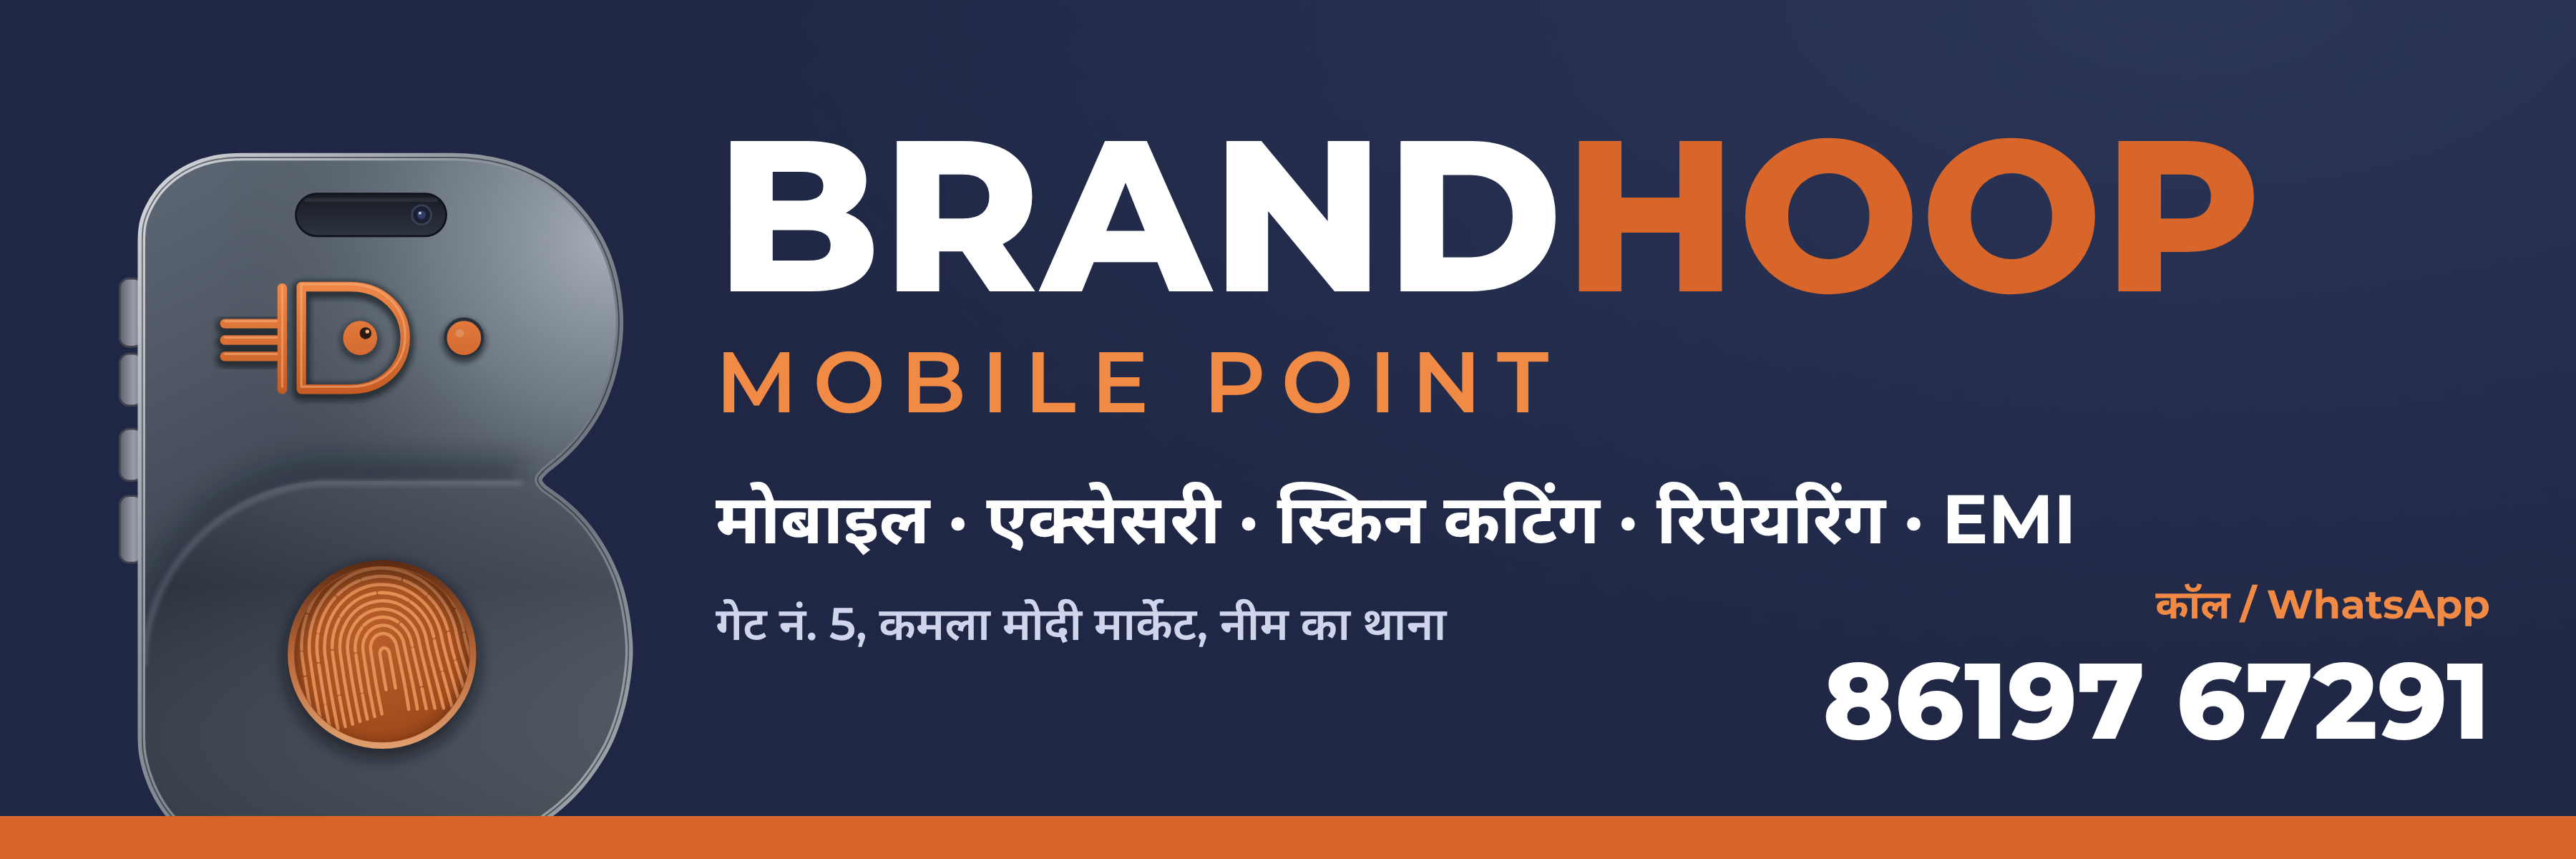 BRANDHOOP
MOBILE POINT
मोबाइल · एक्सेसरी · स्किन कटिंग · रिपेयरिंग · EMI
गेट नं. 5, कमला मोदी मार्केट, नीम का थाना
कॉल / WhatsApp
86197 67291